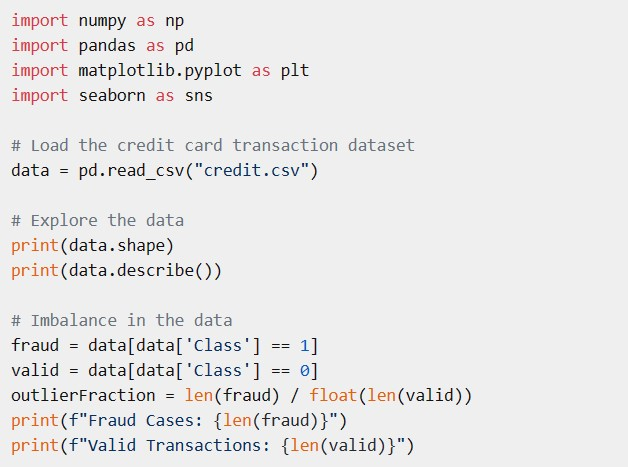 import numpy as np
import pandas as pd
import matplotlib.pyplot as plt
import seaborn as sns
# Load the credit card transaction dataset
data = pd.read_csv("credit.csv")
# Explore the data
print(data.shape)
print(data.describe())
# Imbalance in the data
fraud = data[data['Class'] == 1]
valid = data[data['Class'] == 0]
outlierFraction = len(fraud) / float(len(valid))
print(f"Fraud Cases: {len(fraud)}")
print(f"Valid Transactions: {len(valid)}")